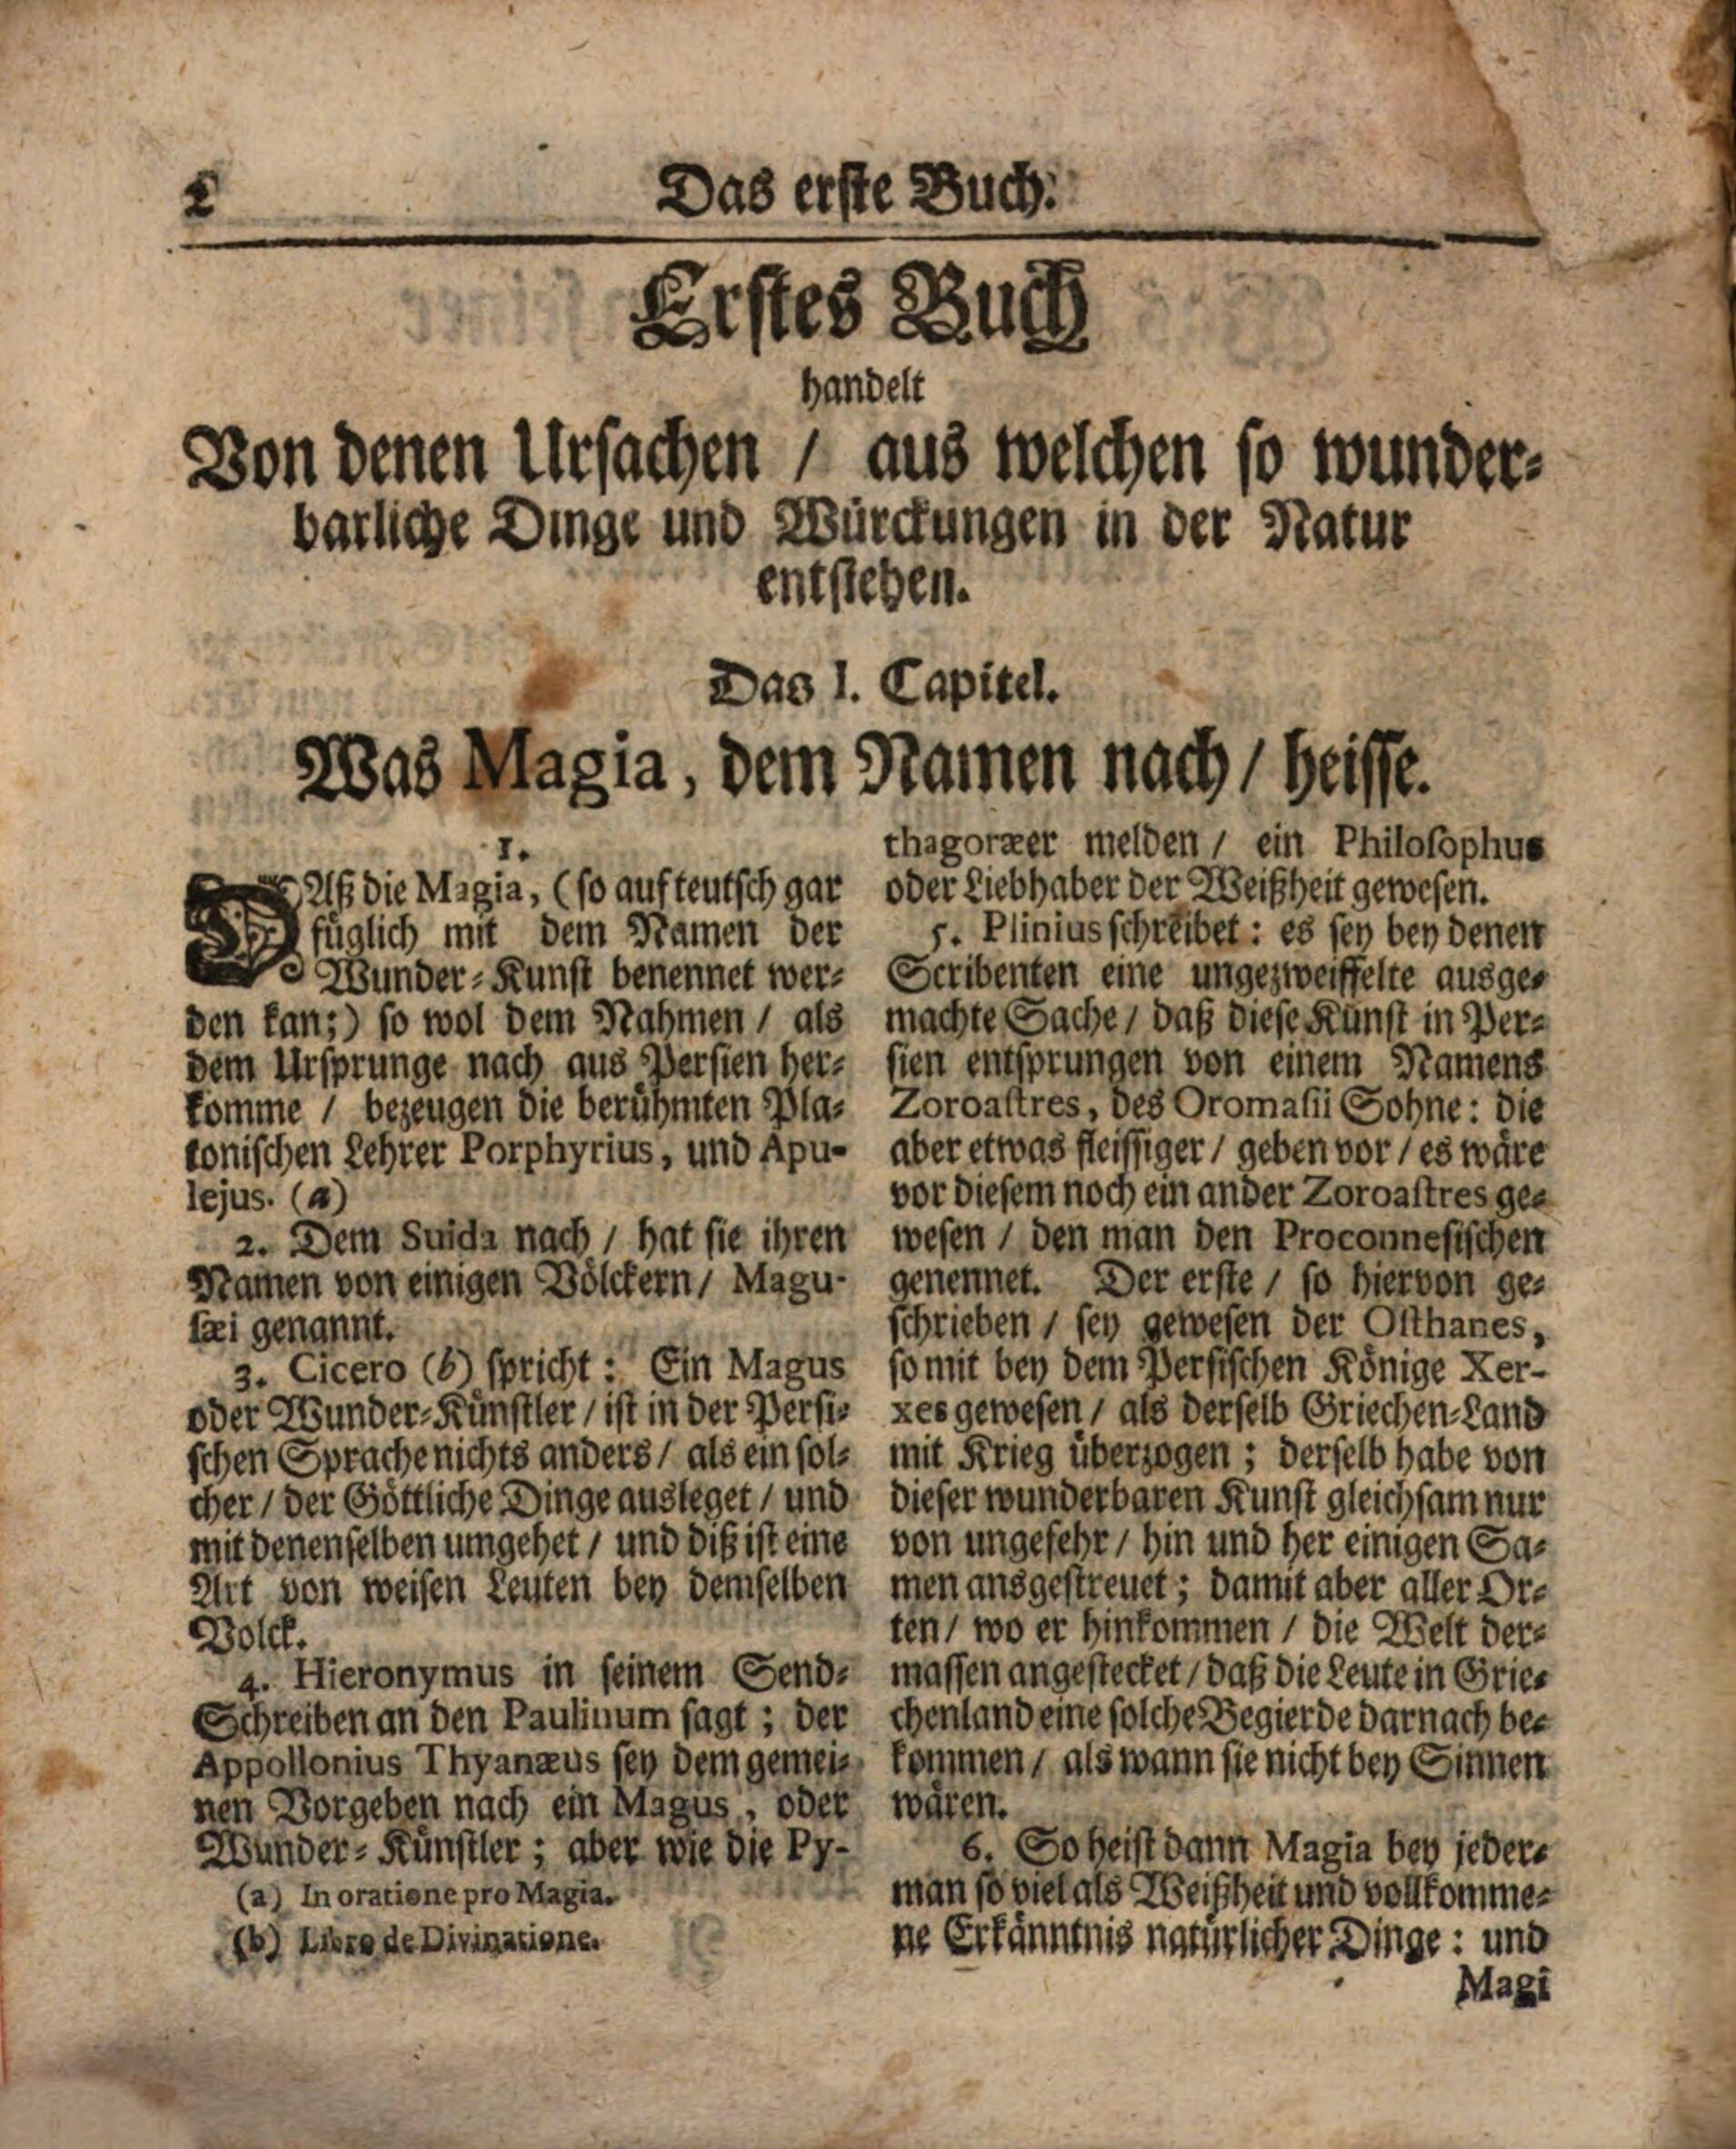 2
Das erste Buch.
Erstes Buch
handelt
Von denen Ursachen / aus welchen so wunder-
barliche Dinge und Würckungen in der Natur
entstehen.
Das I. Capitel.
Was Magia, dem Namen nach / heisse.
1.
DAß die Magia, (so auf teutsch gar
füglich mit dem Namen der
Wunder-Kunst benennet wer-
den kan;) so wol dem Nahmen / als
dem Ursprunge nach aus Persien her-
komme / bezeugen die berühmten Pla-
tonischen Lehrer Porphyrius, und Apu-
lejus. (a)
2. Dem Suida nach / hat sie ihren
Namen von einigen Völckern / Magu-
sæi genannt.
3. Cicero (b) spricht: Ein Magus
oder Wunder-Künstler / ist in der Persi-
schen Sprache nichts anders / als ein sol-
cher / der Göttliche Dinge ausleget / und
mit denenselben umgehet / und diß ist eine
Art von weisen Leuten bey demselben
Volck.
4. Hieronymus in seinem Send-
Schreiben an den Paulinum sagt; der
Appollonius Thyanæus sey dem gemei-
nen Vorgeben nach ein Magus, oder
Wunder-Künstler; aber wie die Py-
(a) In oratione pro Magia.
(b) Libro de Divinatione.
thagoræer melden / ein Philosophus
oder Liebhaber der Weißheit gewesen.
5. Plinius schreibet: es sey bey denen
Scribenten eine ungezweiffelte ausge-
machte Sache / daß diese Kunst in Per-
sien entsprungen von einem Namens
Zoroastres, des Oromasii Sohne: die
aber etwas fleissiger / geben vor / es wäre
vor diesem noch ein ander Zoroastres ge-
wesen / den man den Proconnesischen
genennet. Der erste / so hiervon ge-
schrieben / sey gewesen der Osthanes,
so mit bey dem Persischen Könige Xer-
xes gewesen / als derselb Griechen-Land
mit Krieg überzogen; derselb habe von
dieser wunderbaren Kunst gleichsam nur
von ungefehr / hin und her einigen Sa-
men ansgestreuet; damit aber aller Or-
ten / wo er hinkommen / die Welt der-
massen angestecket / daß die Leute in Grie-
chenland eine solche Begierde darnach be-
kommen / als wann sie nicht bey Sinnen
wären.
6. So heist dann Magia bey jeder-
man so viel als Weißheit und vollkomme-
ne Erkänntnis natürlicher Dinge: und
Magi